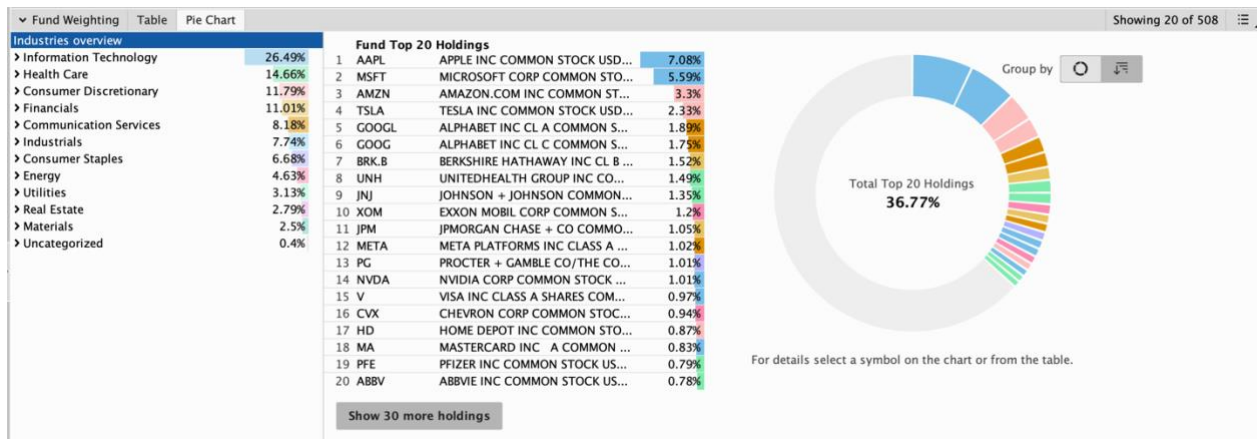 Fund Weighting Table Pie Chart Showing 20 of 508
Industries overview
Information Technology 26.49%
Health Care 14.66%
Consumer Discretionary 11.79%
Financials 11.01%
Communication Services 8.18%
Industrials 7.74%
Consumer Staples 6.68%
Energy 4.63%
Utilities 3.13%
Real Estate 2.79%
Materials 2.5%
Uncategorized 0.4%
Fund Top 20 Holdings
1 AAPL APPLE INC COMMON STOCK USD... 7.08%
2 MSFT MICROSOFT CORP COMMON STO... 5.59%
3 AMZN AMAZON.COM INC COMMON ST... 3.3%
4 TSLA TESLA INC COMMON STOCK USD... 2.33%
5 GOOGL ALPHABET INC CL A COMMON S... 1.89%
6 GOOG ALPHABET INC CL C COMMON S... 1.75%
7 BRK.B BERKSHIRE HATHAWAY INC CL B ... 1.52%
8 UNH UNITEDHEALTH GROUP INC CO... 1.49%
9 JNJ JOHNSON + JOHNSON COMMON... 1.35%
10 XOM EXXON MOBIL CORP COMMON S... 1.2%
11 JPM JPMORGAN CHASE + CO COMMO... 1.05%
12 META META PLATFORMS INC CLASS A ... 1.02%
13 PG PROCTER + GAMBLE CO/THE CO... 1.01%
14 NVDA NVIDIA CORP COMMON STOCK ... 1.01%
15 V VISA INC CLASS A SHARES COM... 0.97%
16 CVX CHEVRON CORP COMMON STOC... 0.94%
17 HD HOME DEPOT INC COMMON STO... 0.87%
18 MA MASTERCARD INC A COMMON ... 0.83%
19 PFE PFIZER INC COMMON STOCK US... 0.79%
20 ABBV ABBVIE INC COMMON STOCK US... 0.78%
Show 30 more holdings
Group by
Total Top 20 Holdings
36.77%
For details select a symbol on the chart or from the table.